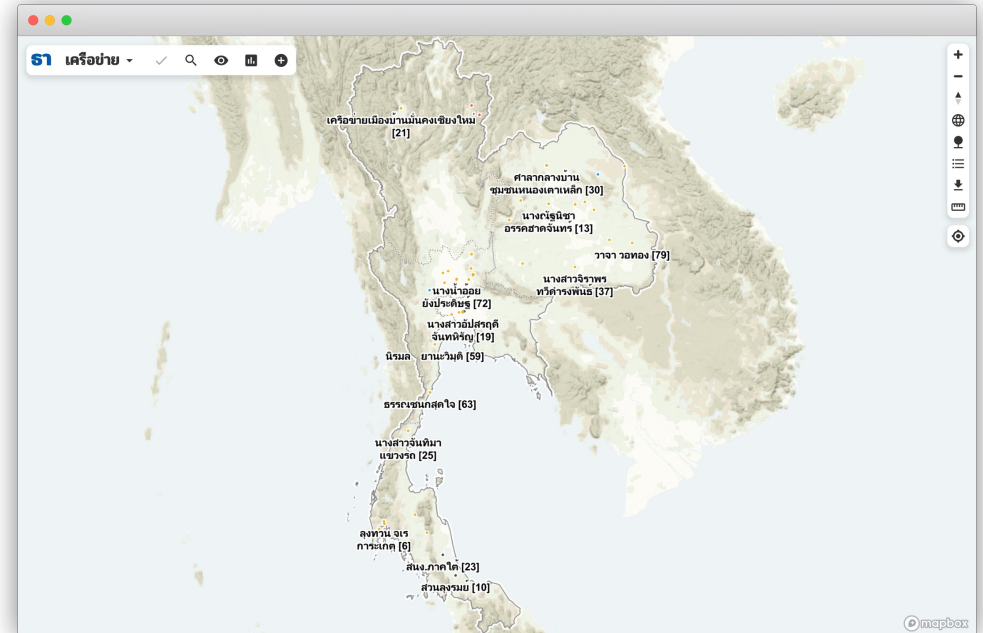 ธา เครือข่าย
เครือข่ายเมืองบ้านมั่นคงเชียงใหม่
[21]
ศาลากลางบ้าน
ชุมชนหนองเตาเหล็ก [30]
นางณัฐนิชา
อรรคฮาดจันทร์ [13]
วาจา วอทอง [79]
นางสาวจิราพร
ทวีดำรงพันธ์ [37]
นางน้ำอ้อย
ยังประดิษฐ [72]
นางสาวอัปสรฤดี
จันทหิรัญ [19]
นิรมล ยานะวิมุติ [59]
ธรรณชนกสุดใจ [63]
นางสาวจันทิมา
แขวงรถ [25]
ลุงทวน จเร
การะเกตุ [6]
สนง.ภาคใต้ [23]
สวนลุงรมย์ [10]
mapbox